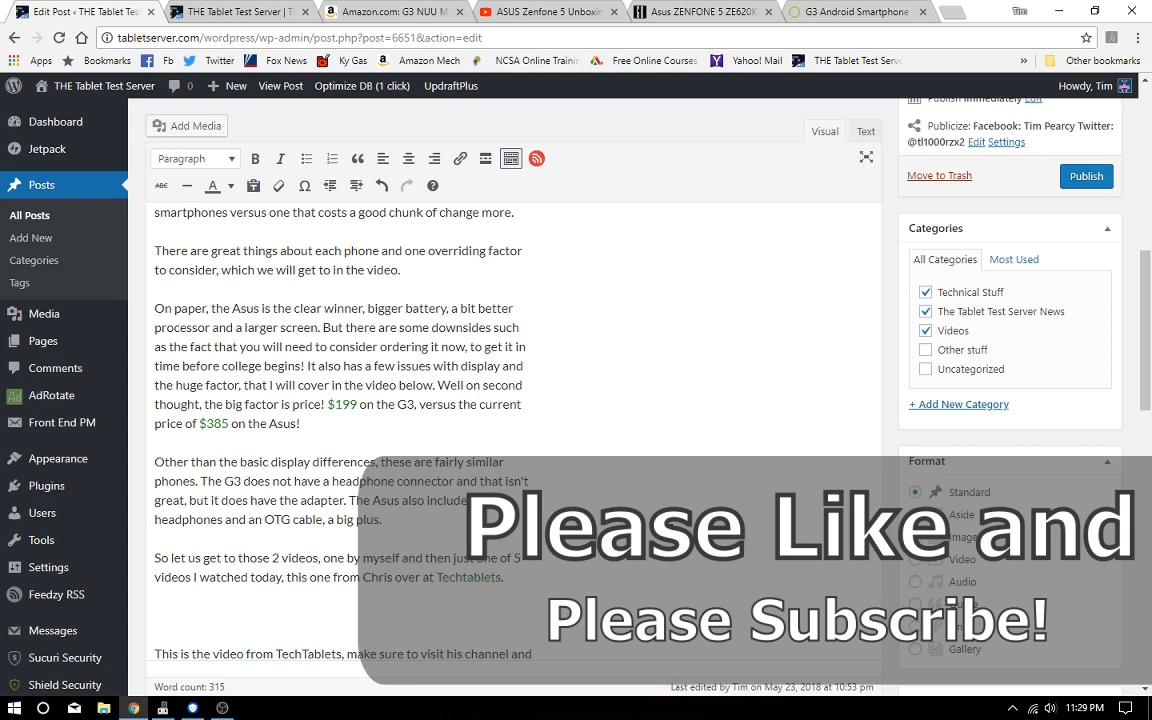 Edit Post ‹ THE Tablet Test
THE Tablet Test Server |
Amazon.com: G3 NUU M
ASUS Zenfone 5 Unboxin
Asus ZENFONE 5 ZE620K
G3 Android Smartphone
Tim
tabletserver.com/wordpress/wp-admin/post.php?post=6651&action=edit
Apps
Bookmarks
Fb
Twitter
Fox News
Ky Gas
Amazon Mech
NCSA Online Trainin
Free Online Courses
Yahoo! Mail
THE Tablet Test Serve
»
Other bookmarks
THE Tablet Test Server
0
+ New
View Post
Optimize DB (1 click)
UpdraftPlus
Howdy, Tim
Dashboard
Jetpack
Posts
All Posts
Add New
Categories
Tags
Media
Pages
Comments
AdRotate
Front End PM
Appearance
Plugins
Users
Tools
Settings
Feedzy RSS
Messages
Sucuri Security
Shield Security
Add Media
Visual
Text
Paragraph
smartphones versus one that costs a good chunk of change more.
There are great things about each phone and one overriding factor
to consider, which we will get to in the video.
On paper, the Asus is the clear winner, bigger battery, a bit better
processor and a larger screen. But there are some downsides such
as the fact that you will need to consider ordering it now, to get it in
time before college begins! It also has a few issues with display and
the huge factor, that I will cover in the video below. Well on second
thought, the big factor is price! $199 on the G3, versus the current
price of $385 on the Asus!
Other than the basic display differences, these are fairly similar
phones. The G3 does not have a headphone connector and that isn't
great, but it does have the adapter. The Asus also include
headphones and an OTG cable, a big plus.
So let us get to those 2 videos, one by myself and then just one of 5
videos I watched today, this one from Chris over at Techtablets.
This is the video from TechTablets, make sure to visit his channel and
Word count: 315
Last edited by Tim on May 23, 2018 at 10:53 pm
Publish immediately Edit
Publicize: Facebook: Tim Pearcy Twitter:
@tl1000rzx2 Edit Settings
Move to Trash
Publish
Categories
All Categories
Most Used
Technical Stuff
The Tablet Test Server News
Videos
Other stuff
Uncategorized
+ Add New Category
Format
Standard
Aside
Image
Video
Audio
Gallery
Please Like and
Please Subscribe!
11:29 PM